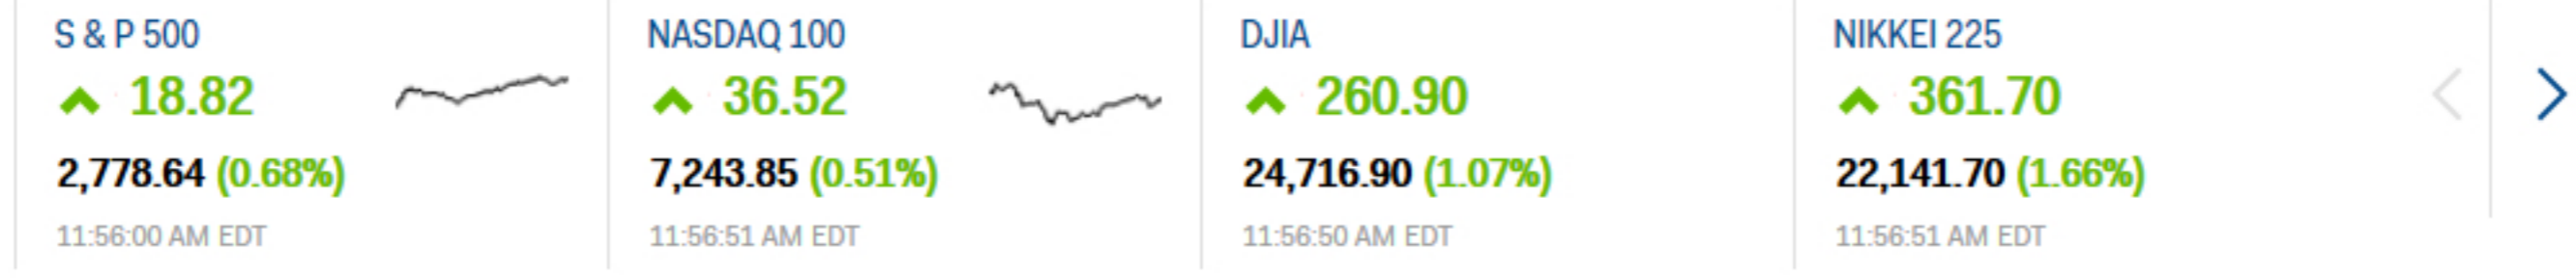 S & P 500
18.82
2,778.64 (0.68%)
11:56:00 AM EDT
NASDAQ 100
36.52
7,243.85 (0.51%)
11:56:51 AM EDT
DJIA
260.90
24,716.90 (1.07%)
11:56:50 AM EDT
NIKKEI 225
361.70
22,141.70 (1.66%)
11:56:51 AM EDT